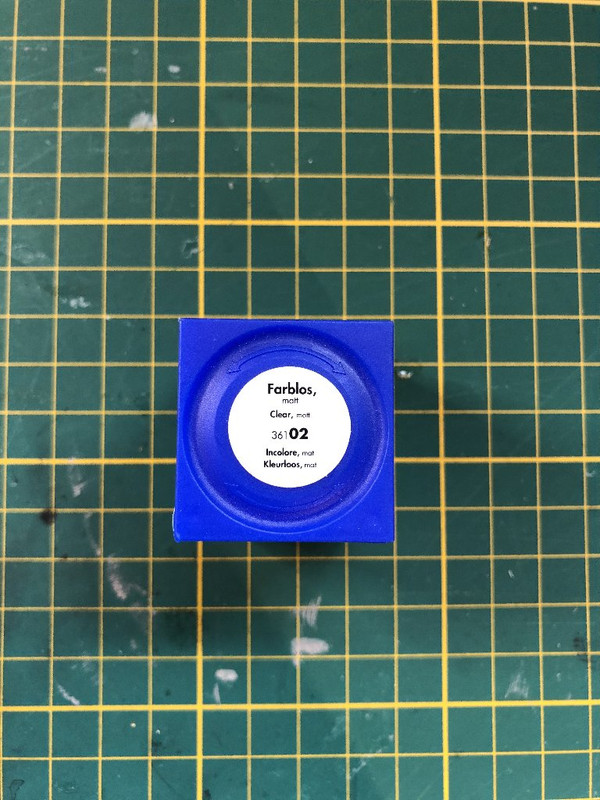 Farblos,
matt
Clear, matt
36102
Incolore, mat
Kleurloos, mat